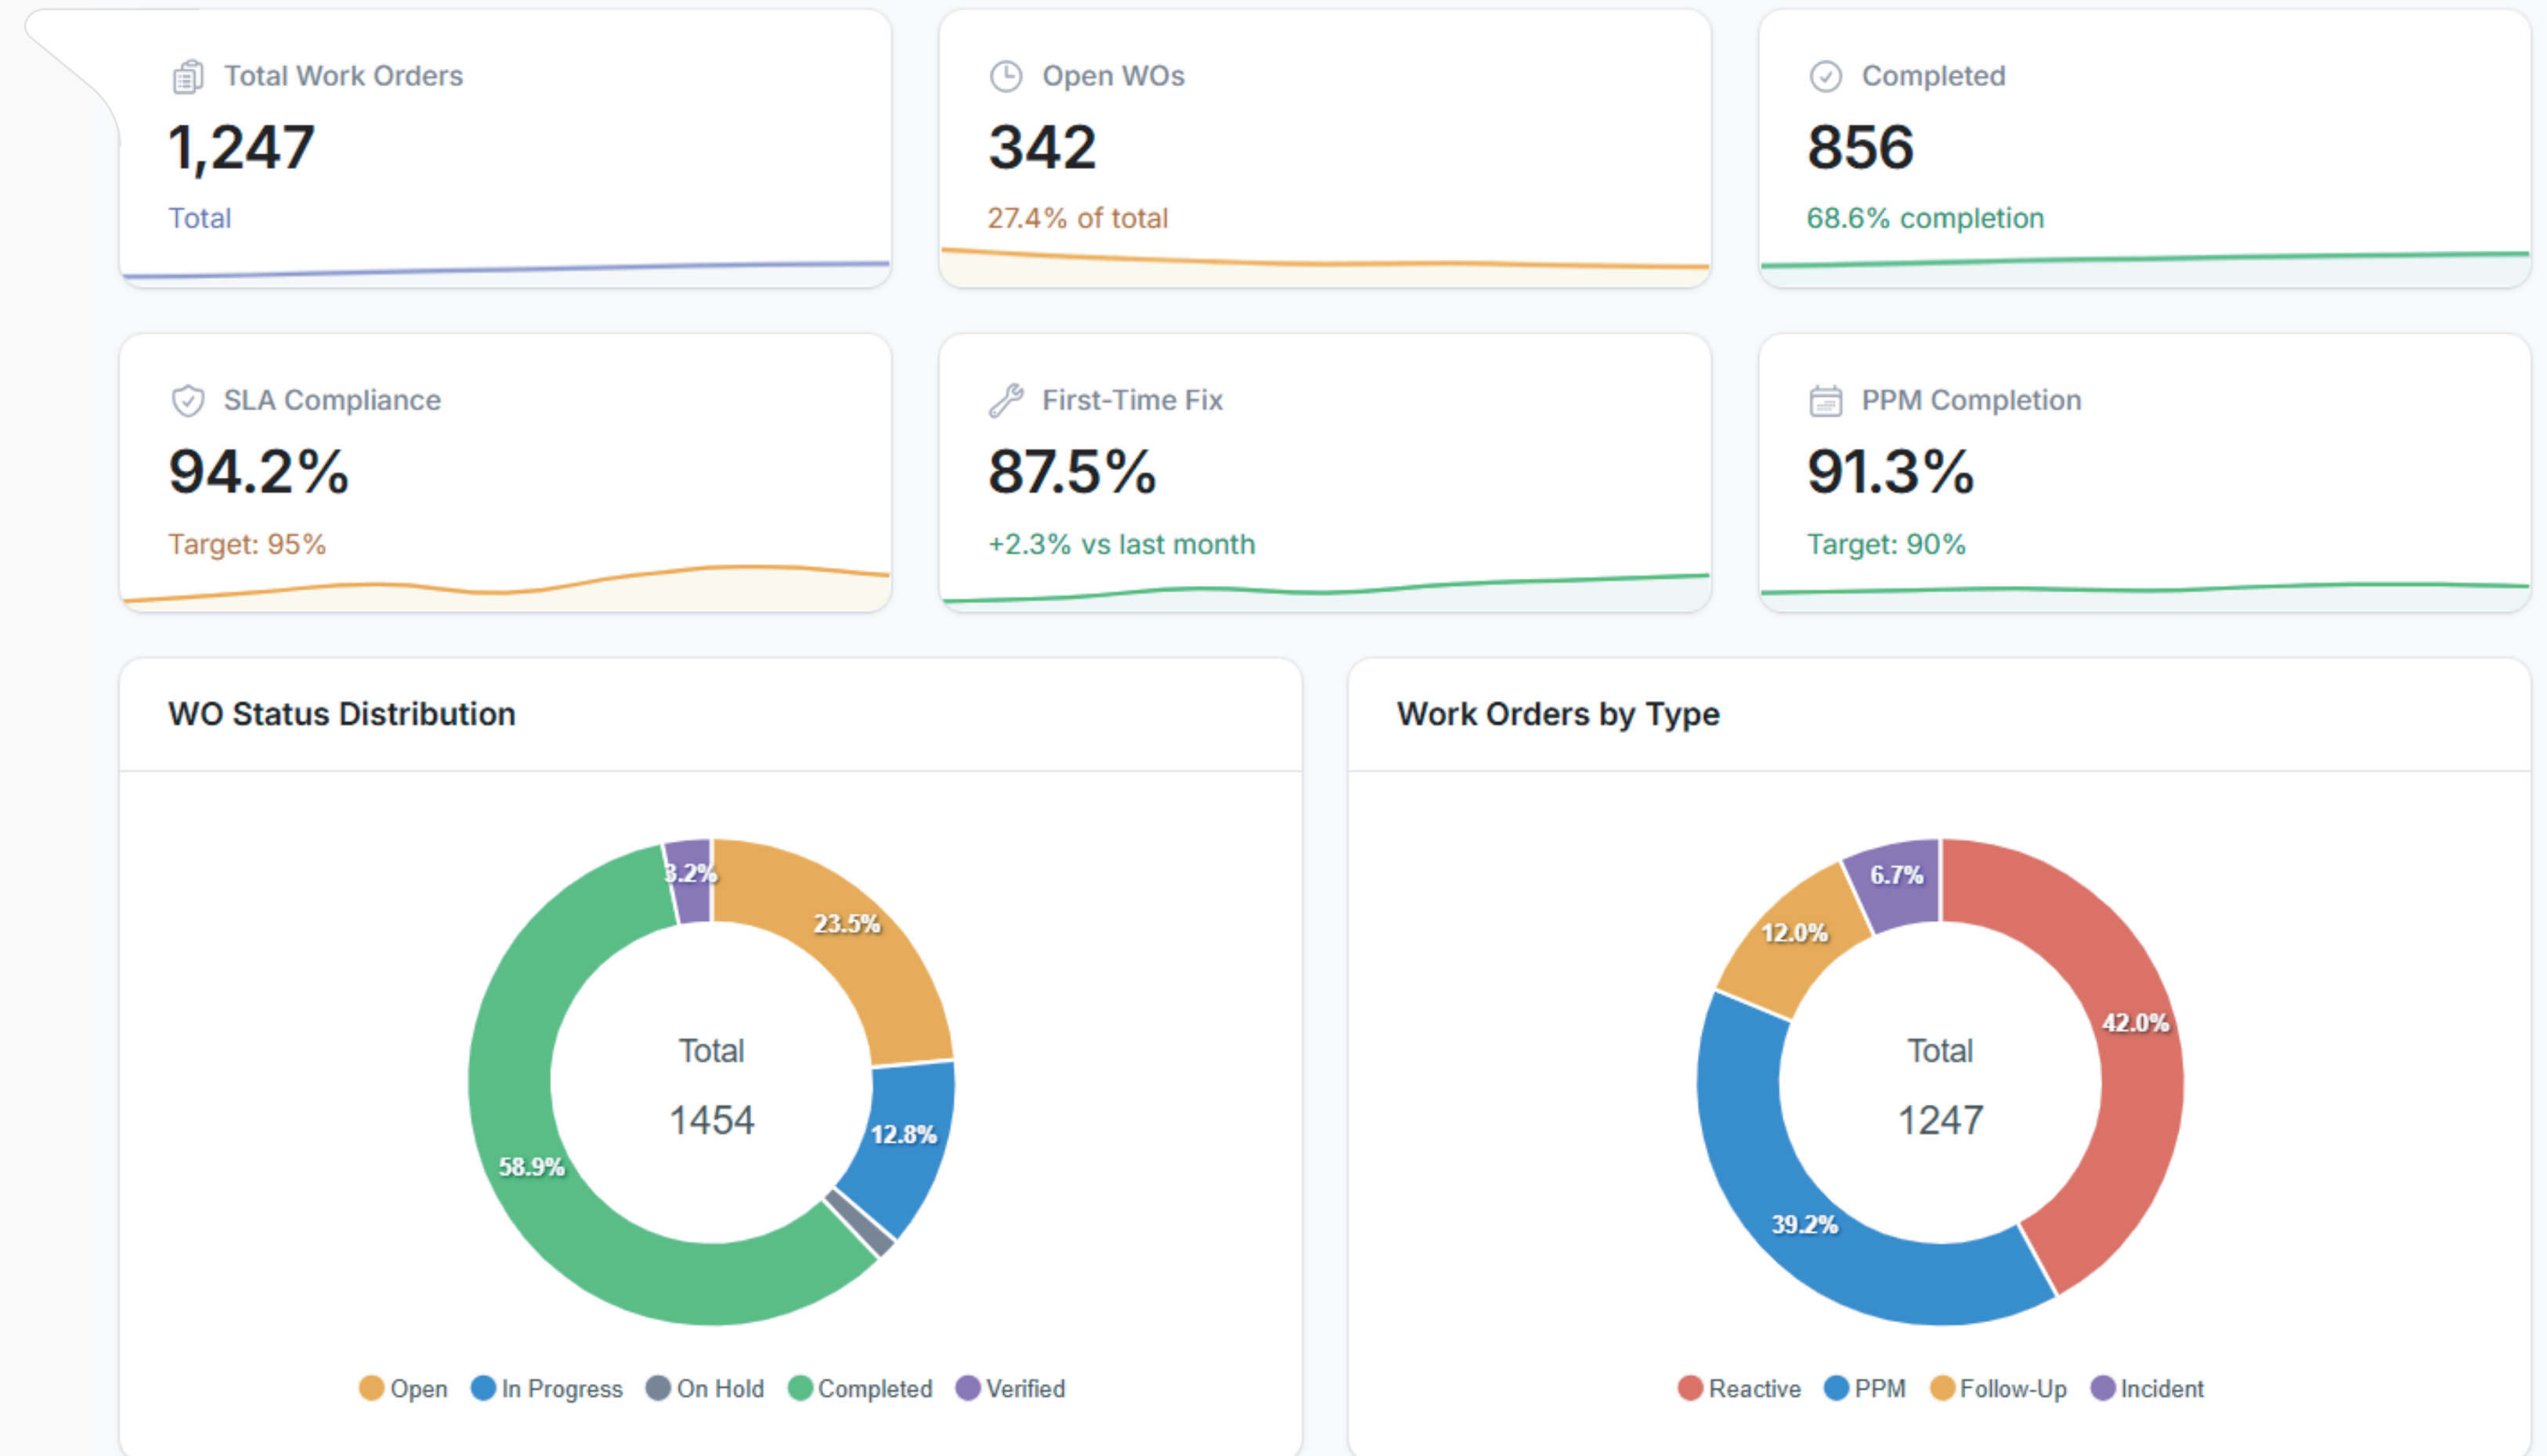 Total Work Orders
1,247
Total
Open WOs
342
27.4% of total
Completed
856
68.6% completion
SLA Compliance
94.2%
Target: 95%
First-Time Fix
87.5%
+2.3% vs last month
PPM Completion
91.3%
Target: 90%
WO Status Distribution
3.2%
23.5%
12.8%
58.9%
Total
1454
Open In Progress On Hold Completed Verified
Work Orders by Type
6.7%
12.0%
42.0%
39.2%
Total
1247
Reactive PPM Follow-Up Incident